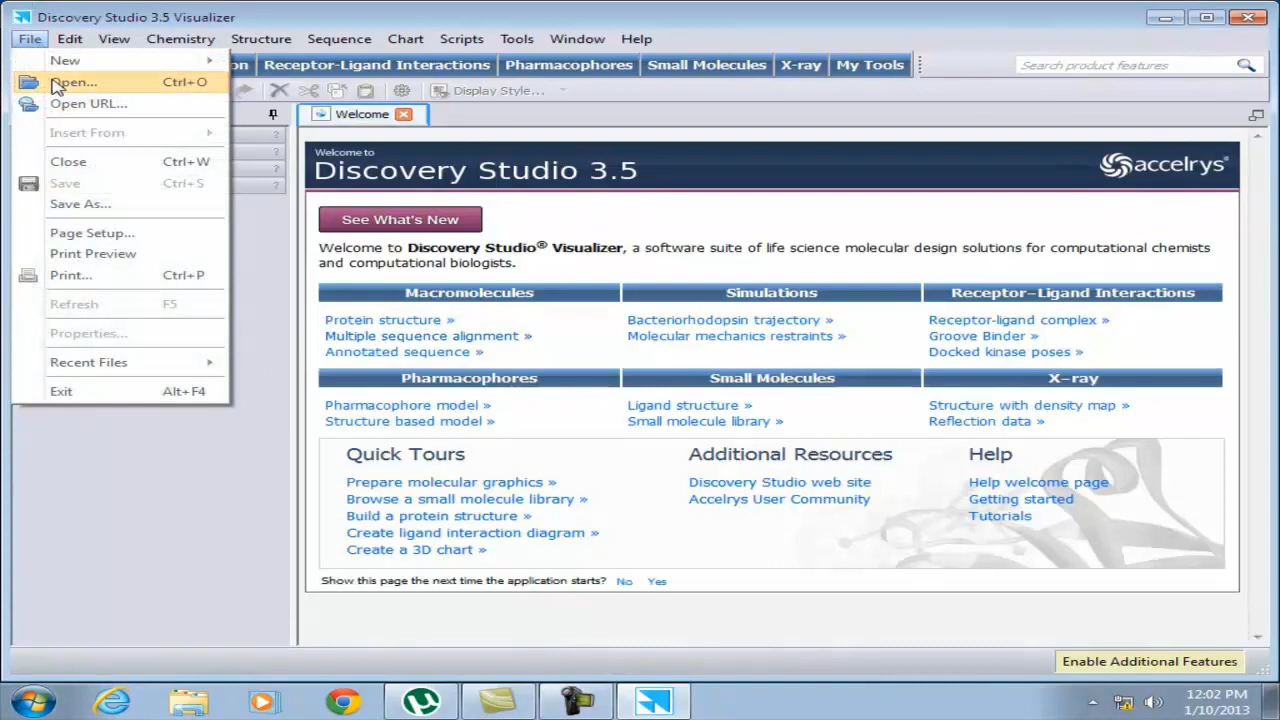 Discovery Studio 3.5 Visualizer
File Edit View Chemistry Structure Sequence Chart Scripts Tools Window Help
on Receptor-Ligand Interactions Pharmacophores Small Molecules X-ray My Tools Search product features
Display Style...
New
Open... Ctrl+O
Open URL...
Insert From
Close Ctrl+W
Save Ctrl+S
Save As...
Page Setup...
Print Preview
Print... Ctrl+P
Refresh F5
Properties...
Recent Files
Exit Alt+F4
Welcome
Welcome to
Discovery Studio 3.5
accelrys®
See What's New
Welcome to Discovery Studio® Visualizer, a software suite of life science molecular design solutions for computational chemists
and computational biologists.
Macromolecules Simulations Receptor-Ligand Interactions
Protein structure » Bacteriorhodopsin trajectory » Receptor-ligand complex »
Multiple sequence alignment » Molecular mechanics restraints » Groove Binder »
Annotated sequence » Docked kinase poses »
Pharmacophores Small Molecules X-ray
Pharmacophore model » Ligand structure » Structure with density map »
Structure based model » Small molecule library » Reflection data »
Quick Tours Additional Resources Help
Prepare molecular graphics » Discovery Studio web site Help welcome page
Browse a small molecule library » Accelrys User Community Getting started
Build a protein structure » Tutorials
Create ligand interaction diagram »
Create a 3D chart »
Show this page the next time the application starts? No Yes
Enable Additional Features
12:02 PM
1/10/2013